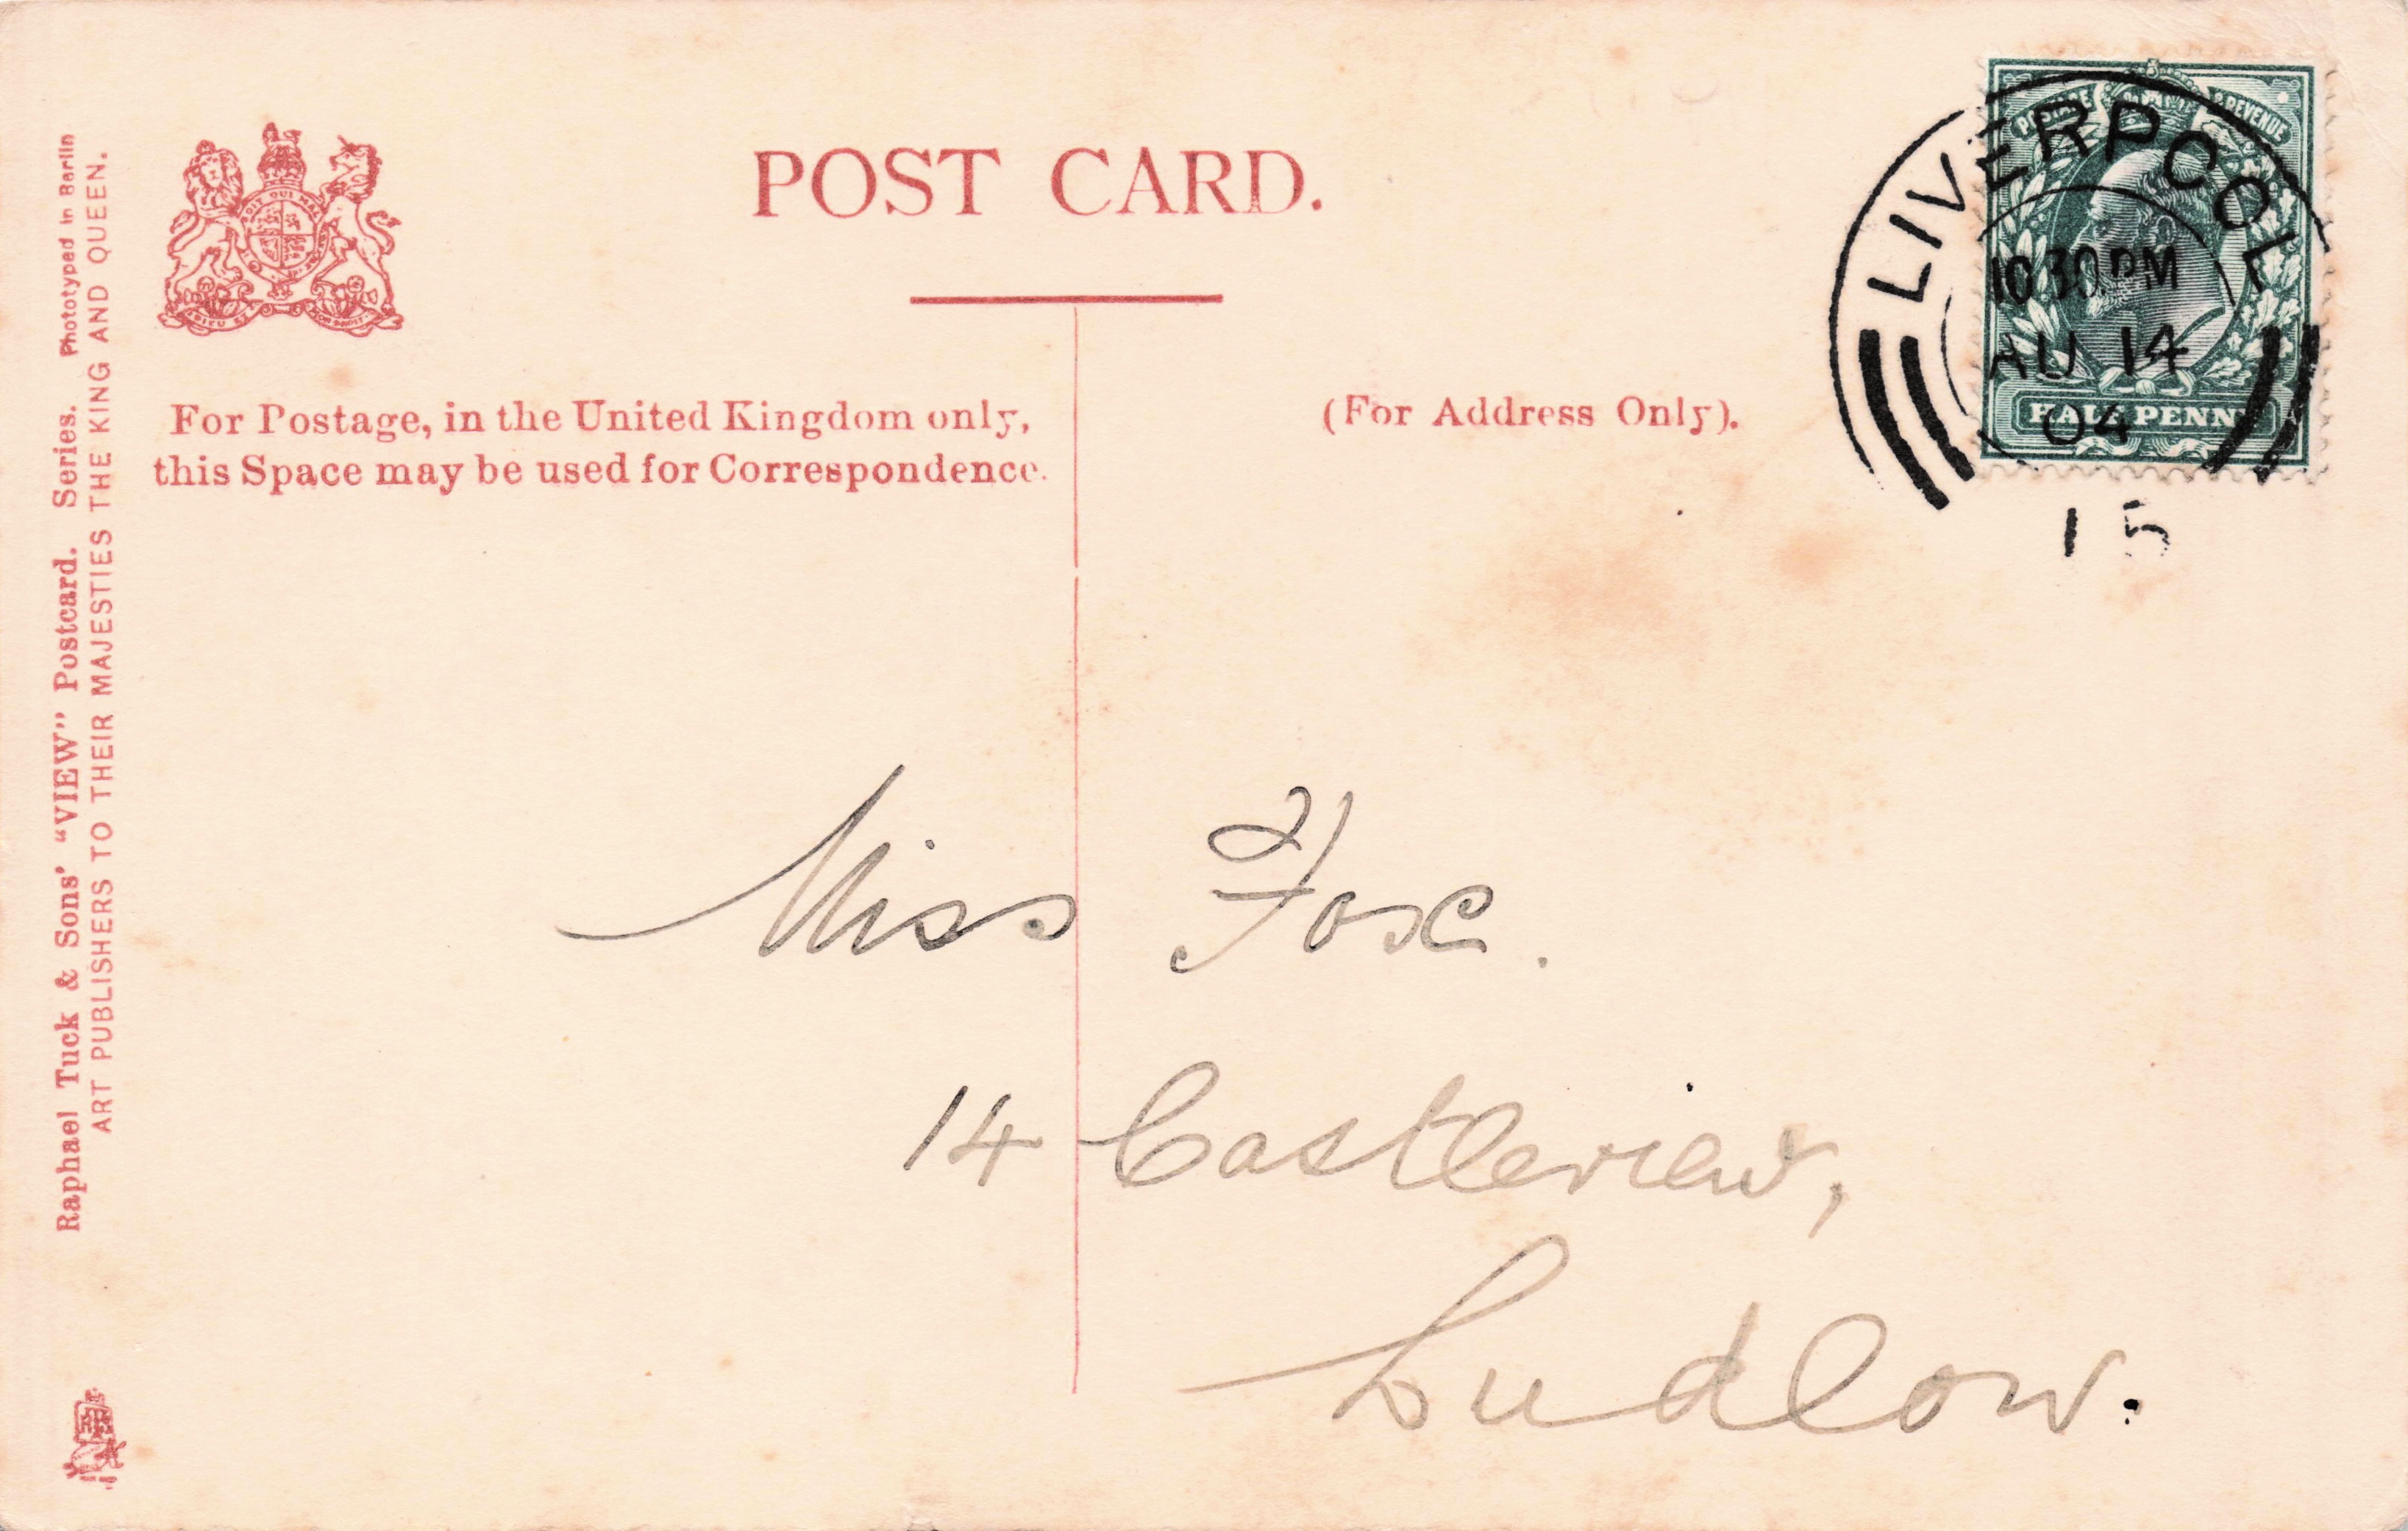 POST CARD.
For Postage, in the United Kingdom only,
this Space may be used for Correspondence.
(For Address Only).
Raphael Tuck & Sons' "VIEW" Postcard. Series. Phototyped in Berlin
ART PUBLISHERS TO THEIR MAJESTIES THE KING AND QUEEN.
POSTAGE & REVENUE
HALF PENNY
LIVERPOOL
10 30 PM
AU 14
04
15
Miss Fox.
14 Castleview,
Ludlow.